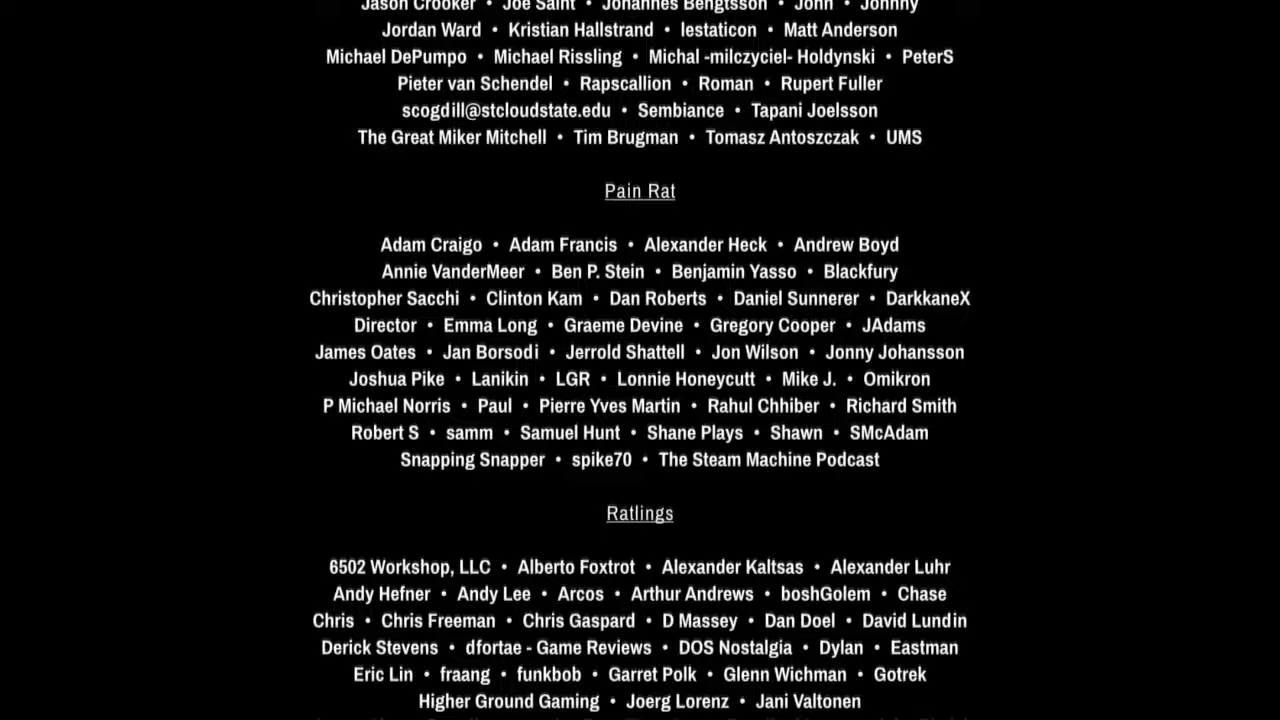 Jason Crooker • Joe Saint • Johannes Bengtsson • John • Johnny
Jordan Ward • Kristian Hallstrand • lestaticon • Matt Anderson
Michael DePumpo • Michael Rissling • Michal -milczyciel- Holdynski • PeterS
Pieter van Schendel • Rapscallion • Roman • Rupert Fuller
scogdill@stcloudstate.edu • Sembiance • Tapani Joelsson
The Great Miker Mitchell • Tim Brugman • Tomasz Antoszczak • UMS
Pain Rat
Adam Craigo • Adam Francis • Alexander Heck • Andrew Boyd
Annie VanderMeer • Ben P. Stein • Benjamin Yasso • Blackfury
Christopher Sacchi • Clinton Kam • Dan Roberts • Daniel Sunnerer • DarkkaneX
Director • Emma Long • Graeme Devine • Gregory Cooper • JAdams
James Oates • Jan Borsodi • Jerrold Shattell • Jon Wilson • Jonny Johansson
Joshua Pike • Lanikin • LGR • Lonnie Honeycutt • Mike J. • Omikron
P Michael Norris • Paul • Pierre Yves Martin • Rahul Chhiber • Richard Smith
Robert S • samm • Samuel Hunt • Shane Plays • Shawn • SMcAdam
Snapping Snapper • spike70 • The Steam Machine Podcast
Ratlings
6502 Workshop, LLC • Alberto Foxtrot • Alexander Kaltsas • Alexander Luhr
Andy Hefner • Andy Lee • Arcos • Arthur Andrews • boshGolem • Chase
Chris • Chris Freeman • Chris Gaspard • D Massey • Dan Doel • David Lundin
Derick Stevens • dfortae - Game Reviews • DOS Nostalgia • Dylan • Eastman
Eric Lin • fraang • funkbob • Garret Polk • Glenn Wichman • Gotrek
Higher Ground Gaming • Joerg Lorenz • Jani Valtonen